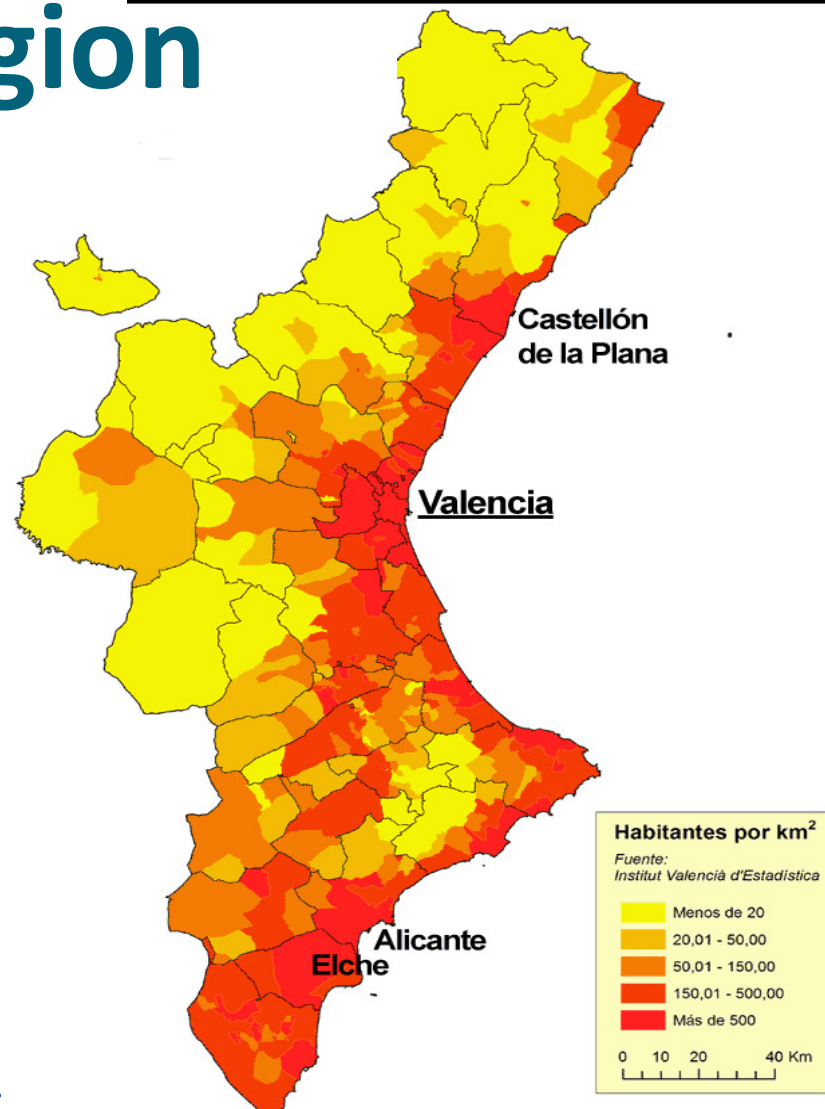 gion
Castellón
de la Plana
Valencia
Alicante
Elche
Habitantes por km²
Fuente:
Institut Valencià d'Estadística
Menos de 20
20,01 - 50,00
50,01 - 150,00
150,01 - 500,00
Más de 500
0 10 20 40 Km